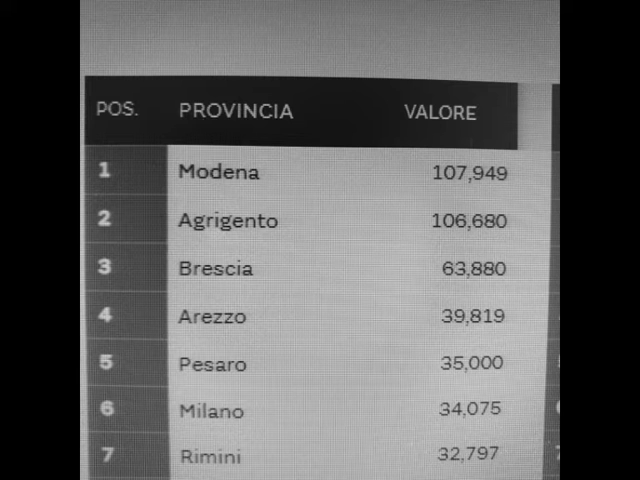 POS. PROVINCIA VALORE
1 Modena 107,949
2 Agrigento 106,680
3 Brescia 63,880
4 Arezzo 39,819
5 Pesaro 35,000
6 Milano 34,075
7 Rimini 32,797